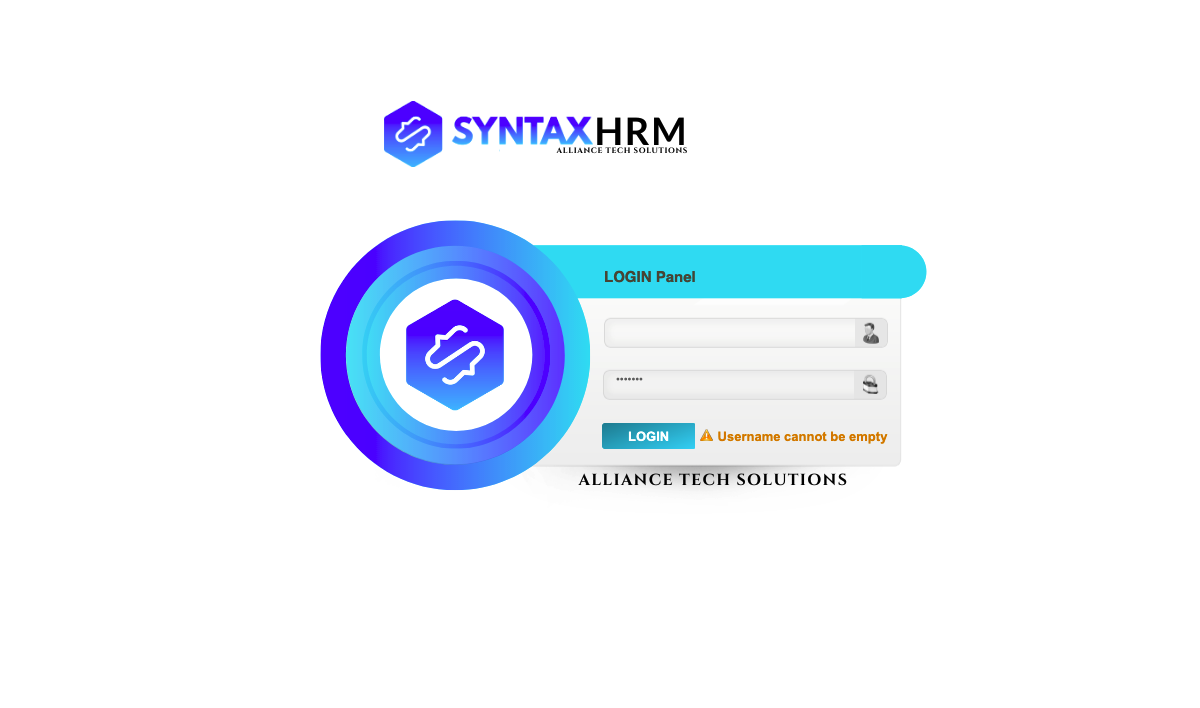 SYNTAXHRM
ALLIANCE TECH SOLUTIONS
LOGIN Panel
*******
LOGIN Username cannot be empty
ALLIANCE TECH SOLUTIONS